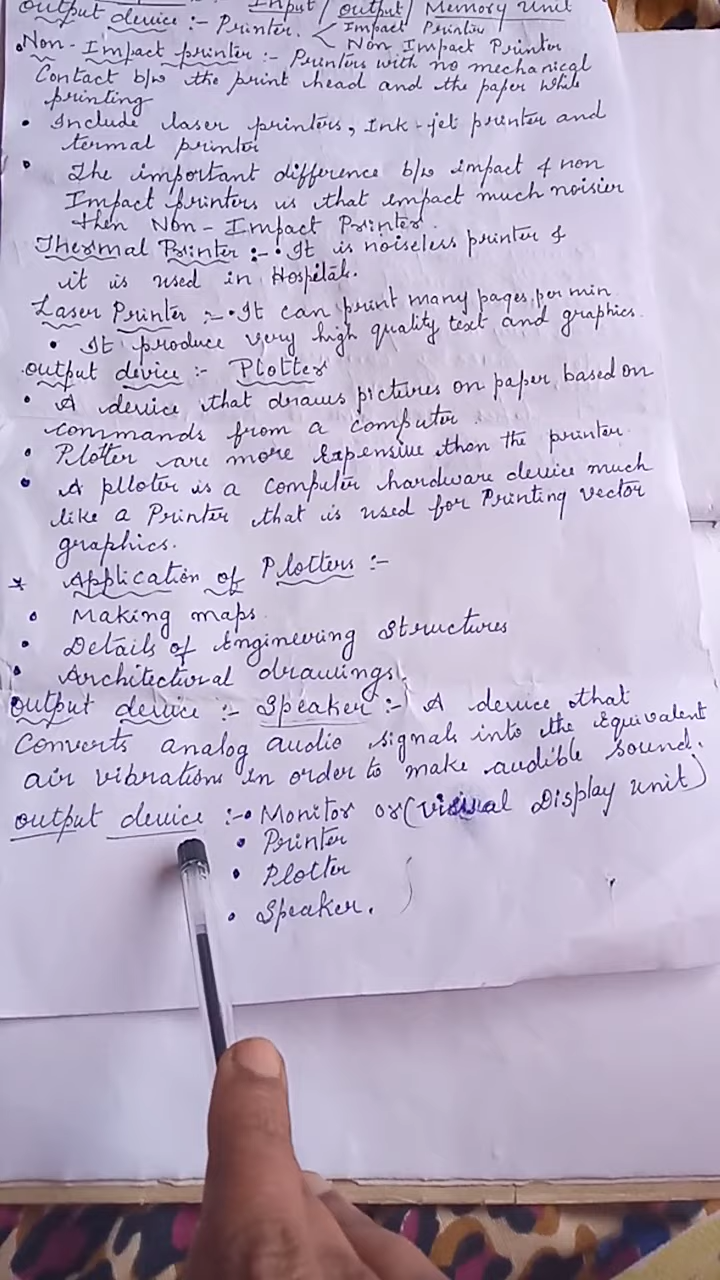 Input / output / Memory unit
output device :- Printer. < Impact Printer
Non Impact Printer
• Non - Impact printer :- Printers with no mechanical
Contact b/w the print head and the paper while
printing
• Include laser printers, Ink-jet printer and
termal printer
• The important difference b/w impact & non
Impact printers is that impact much noisier
then Non - Impact Printer.
Thermal Printer :- • It is noiseless printer &
it is used in Hospitals.
Laser Printer :- • It can print many pages per min
• It produce very high quality text and graphics.
output device :- Plotter
• A device that draws pictures on paper based on
commands from a computer
• Ploter are more Expensive then the printer.
• A plloter is a computer hardware device much
like a Printer that is used for Printing vector
graphics.
* Application of Plotters :-
• Making maps
• Details of Engineering Structures
• Architectural drawings.
output device :- Speaker :- A device that
Converts analog audio signals into the equivalent
air vibrations in order to make audible sound.
output device :- • Monitor or (Visual Display unit)
• Printer
• Plotter
• Speaker.